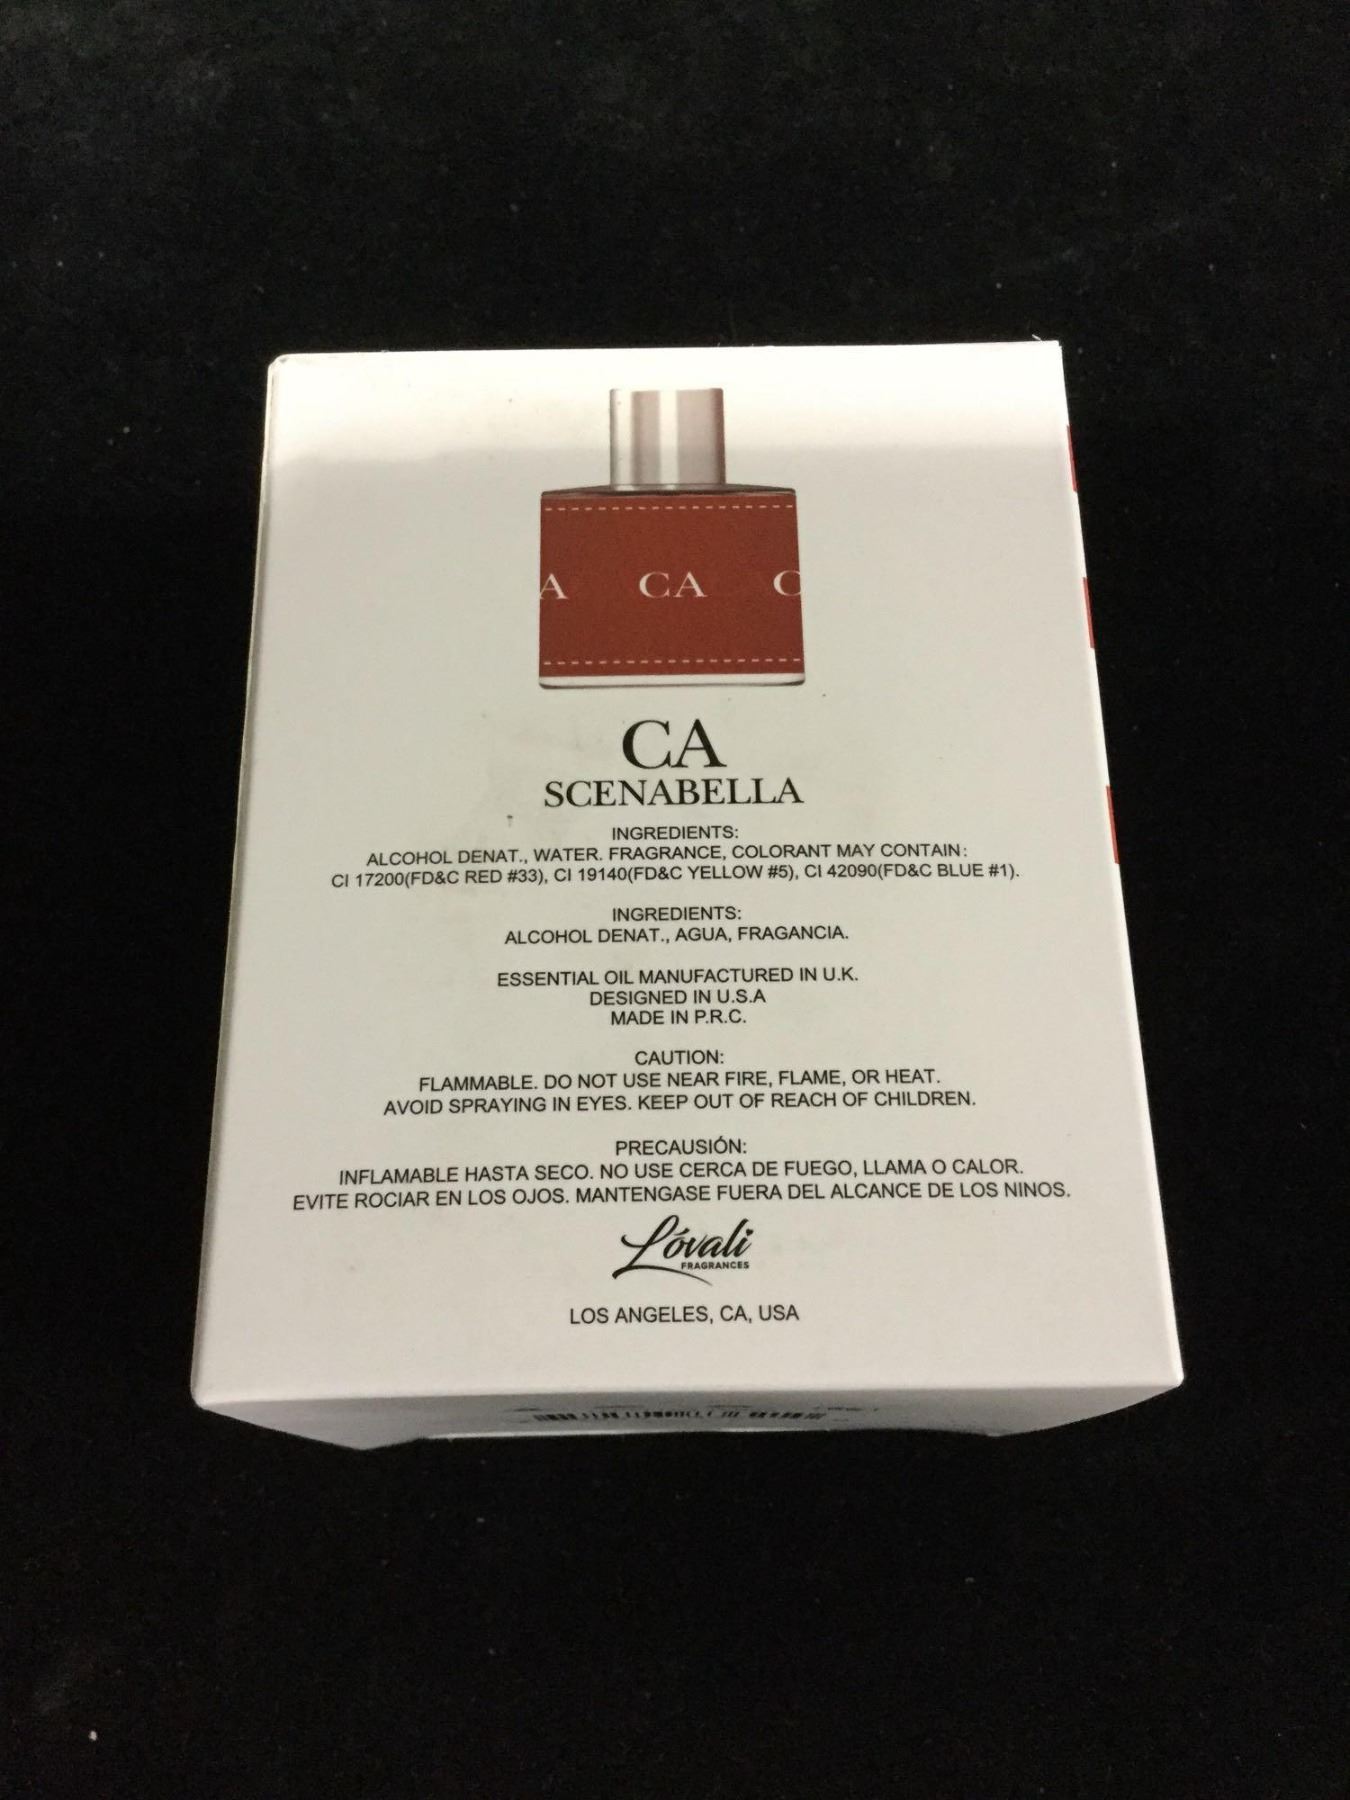 A CA C
CA
SCENABELLA
INGREDIENTS:
ALCOHOL DENAT., WATER. FRAGRANCE, COLORANT MAY CONTAIN:
CI 17200(FD&C RED #33), CI 19140(FD&C YELLOW #5), CI 42090(FD&C BLUE #1).
INGREDIENTS:
ALCOHOL DENAT., AGUA, FRAGANCIA.
ESSENTIAL OIL MANUFACTURED IN U.K.
DESIGNED IN U.S.A
MADE IN P.R.C.
CAUTION:
FLAMMABLE. DO NOT USE NEAR FIRE, FLAME, OR HEAT.
AVOID SPRAYING IN EYES. KEEP OUT OF REACH OF CHILDREN.
PRECAUSIÓN:
INFLAMABLE HASTA SECO. NO USE CERCA DE FUEGO, LLAMA O CALOR.
EVITE ROCIAR EN LOS OJOS. MANTENGASE FUERA DEL ALCANCE DE LOS NINOS.
Lóvali
FRAGRANCES
LOS ANGELES, CA, USA